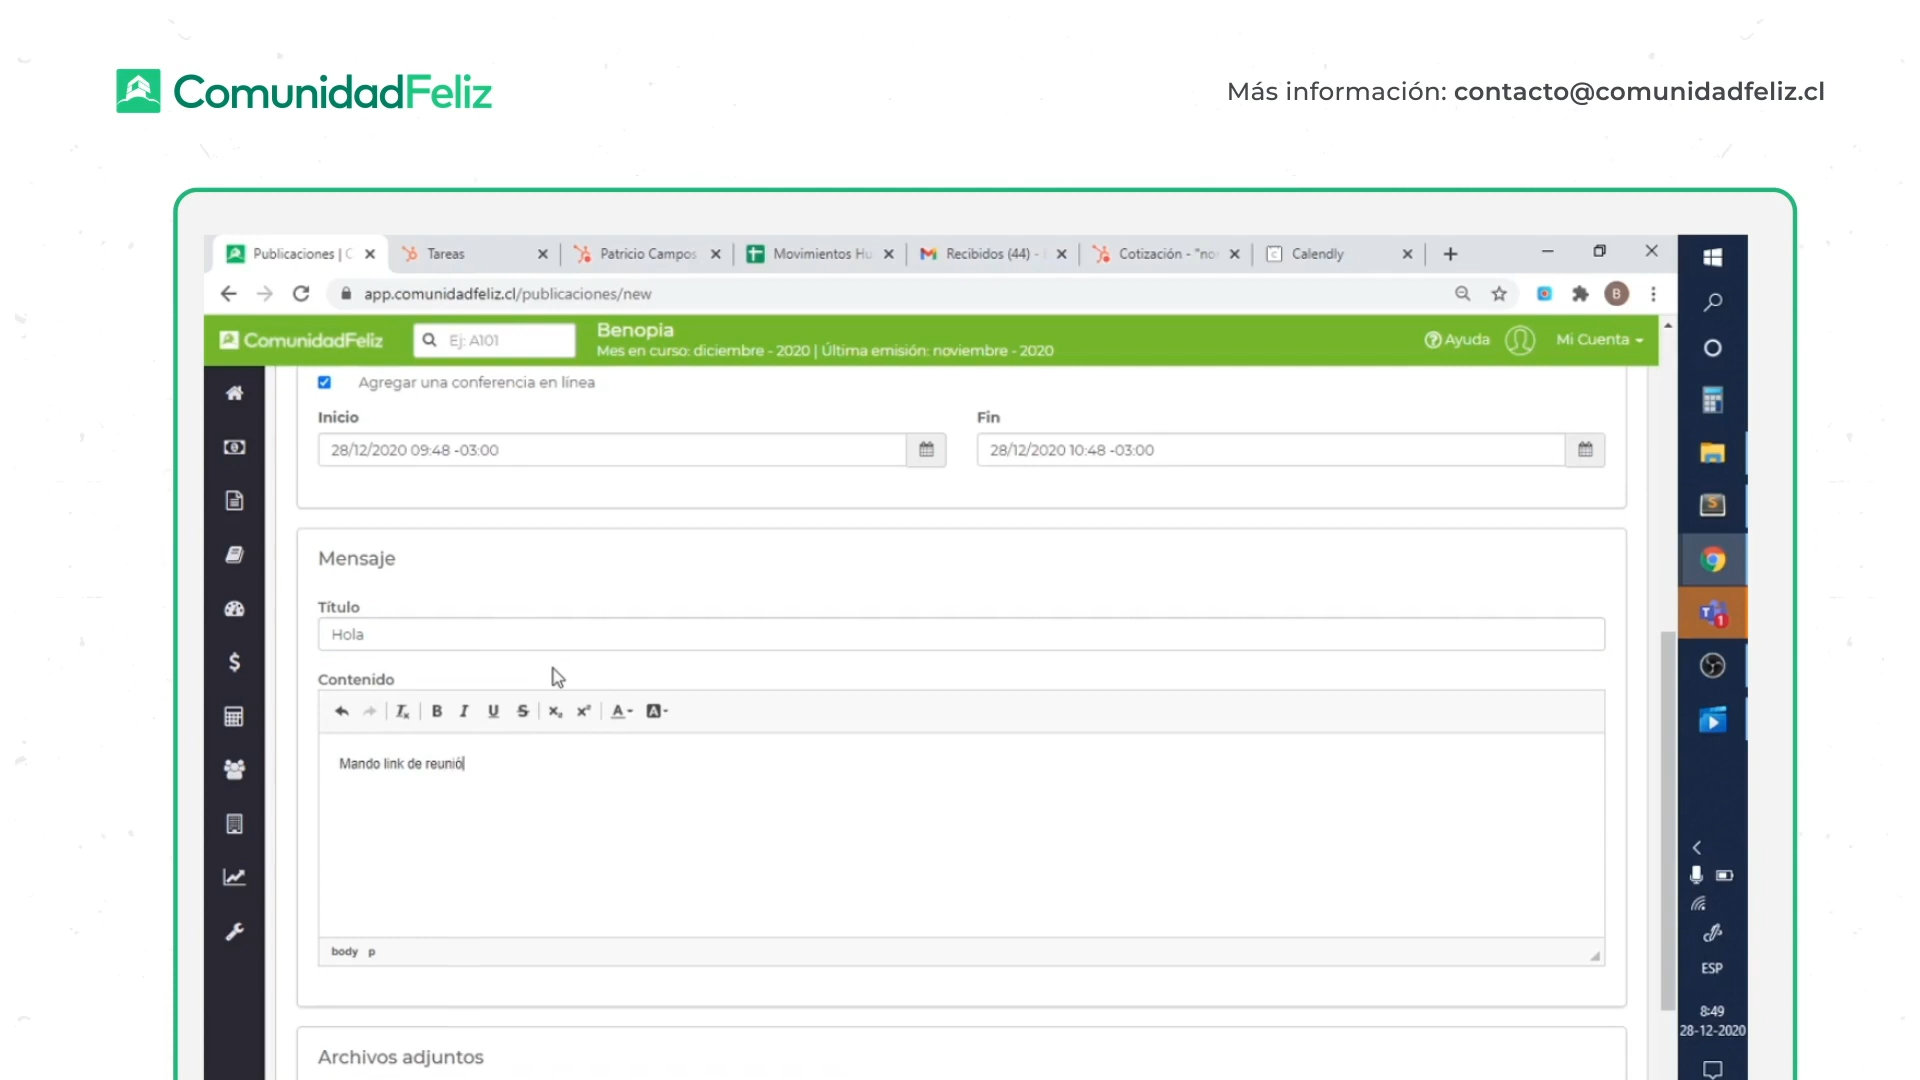 ComunidadFeliz
Más información: contacto@comunidadfeliz.cl
Publicaciones | C
Tareas
Patricio Campos
Movimientos Hu
Recibidos (44) -
Cotización - "no
Calendly
app.comunidadfeliz.cl/publicaciones/new
B
ComunidadFeliz
Ej: A101
Benopia
Mes en curso: diciembre - 2020 | Última emisión: noviembre - 2020
Ayuda
Mi Cuenta
Agregar una conferencia en línea
Inicio
Fin
28/12/2020 09:48 -03:00
28/12/2020 10:48 -03:00
Mensaje
Título
Hola
Contenido
Mando link de reunió
body p
Archivos adjuntos
ESP
8:49
28-12-2020